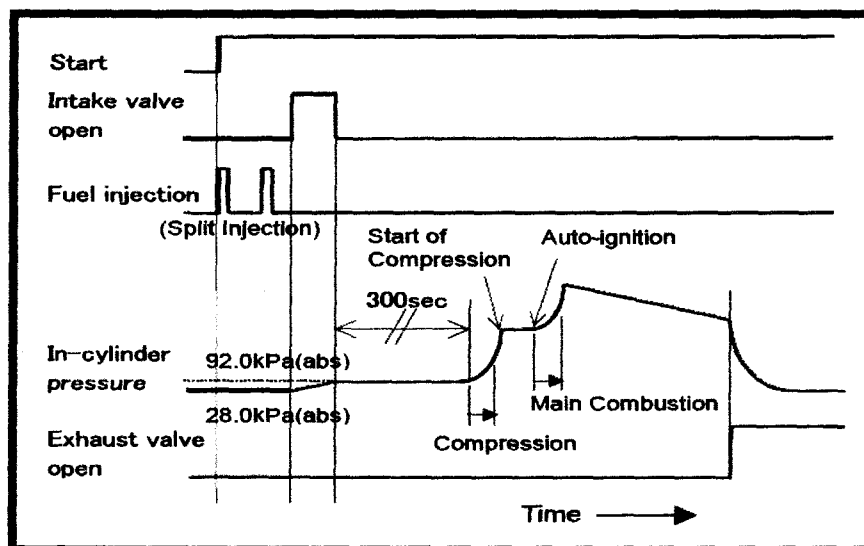 Start
Intake valve
open
Fuel injection
(Split Injection)
Start of
Compression
Auto-ignition
300sec
In-cylinder
pressure
92.0kPa(abs)
28.0kPa(abs)
Main Combustion
Compression
Exhaust valve
open
Time